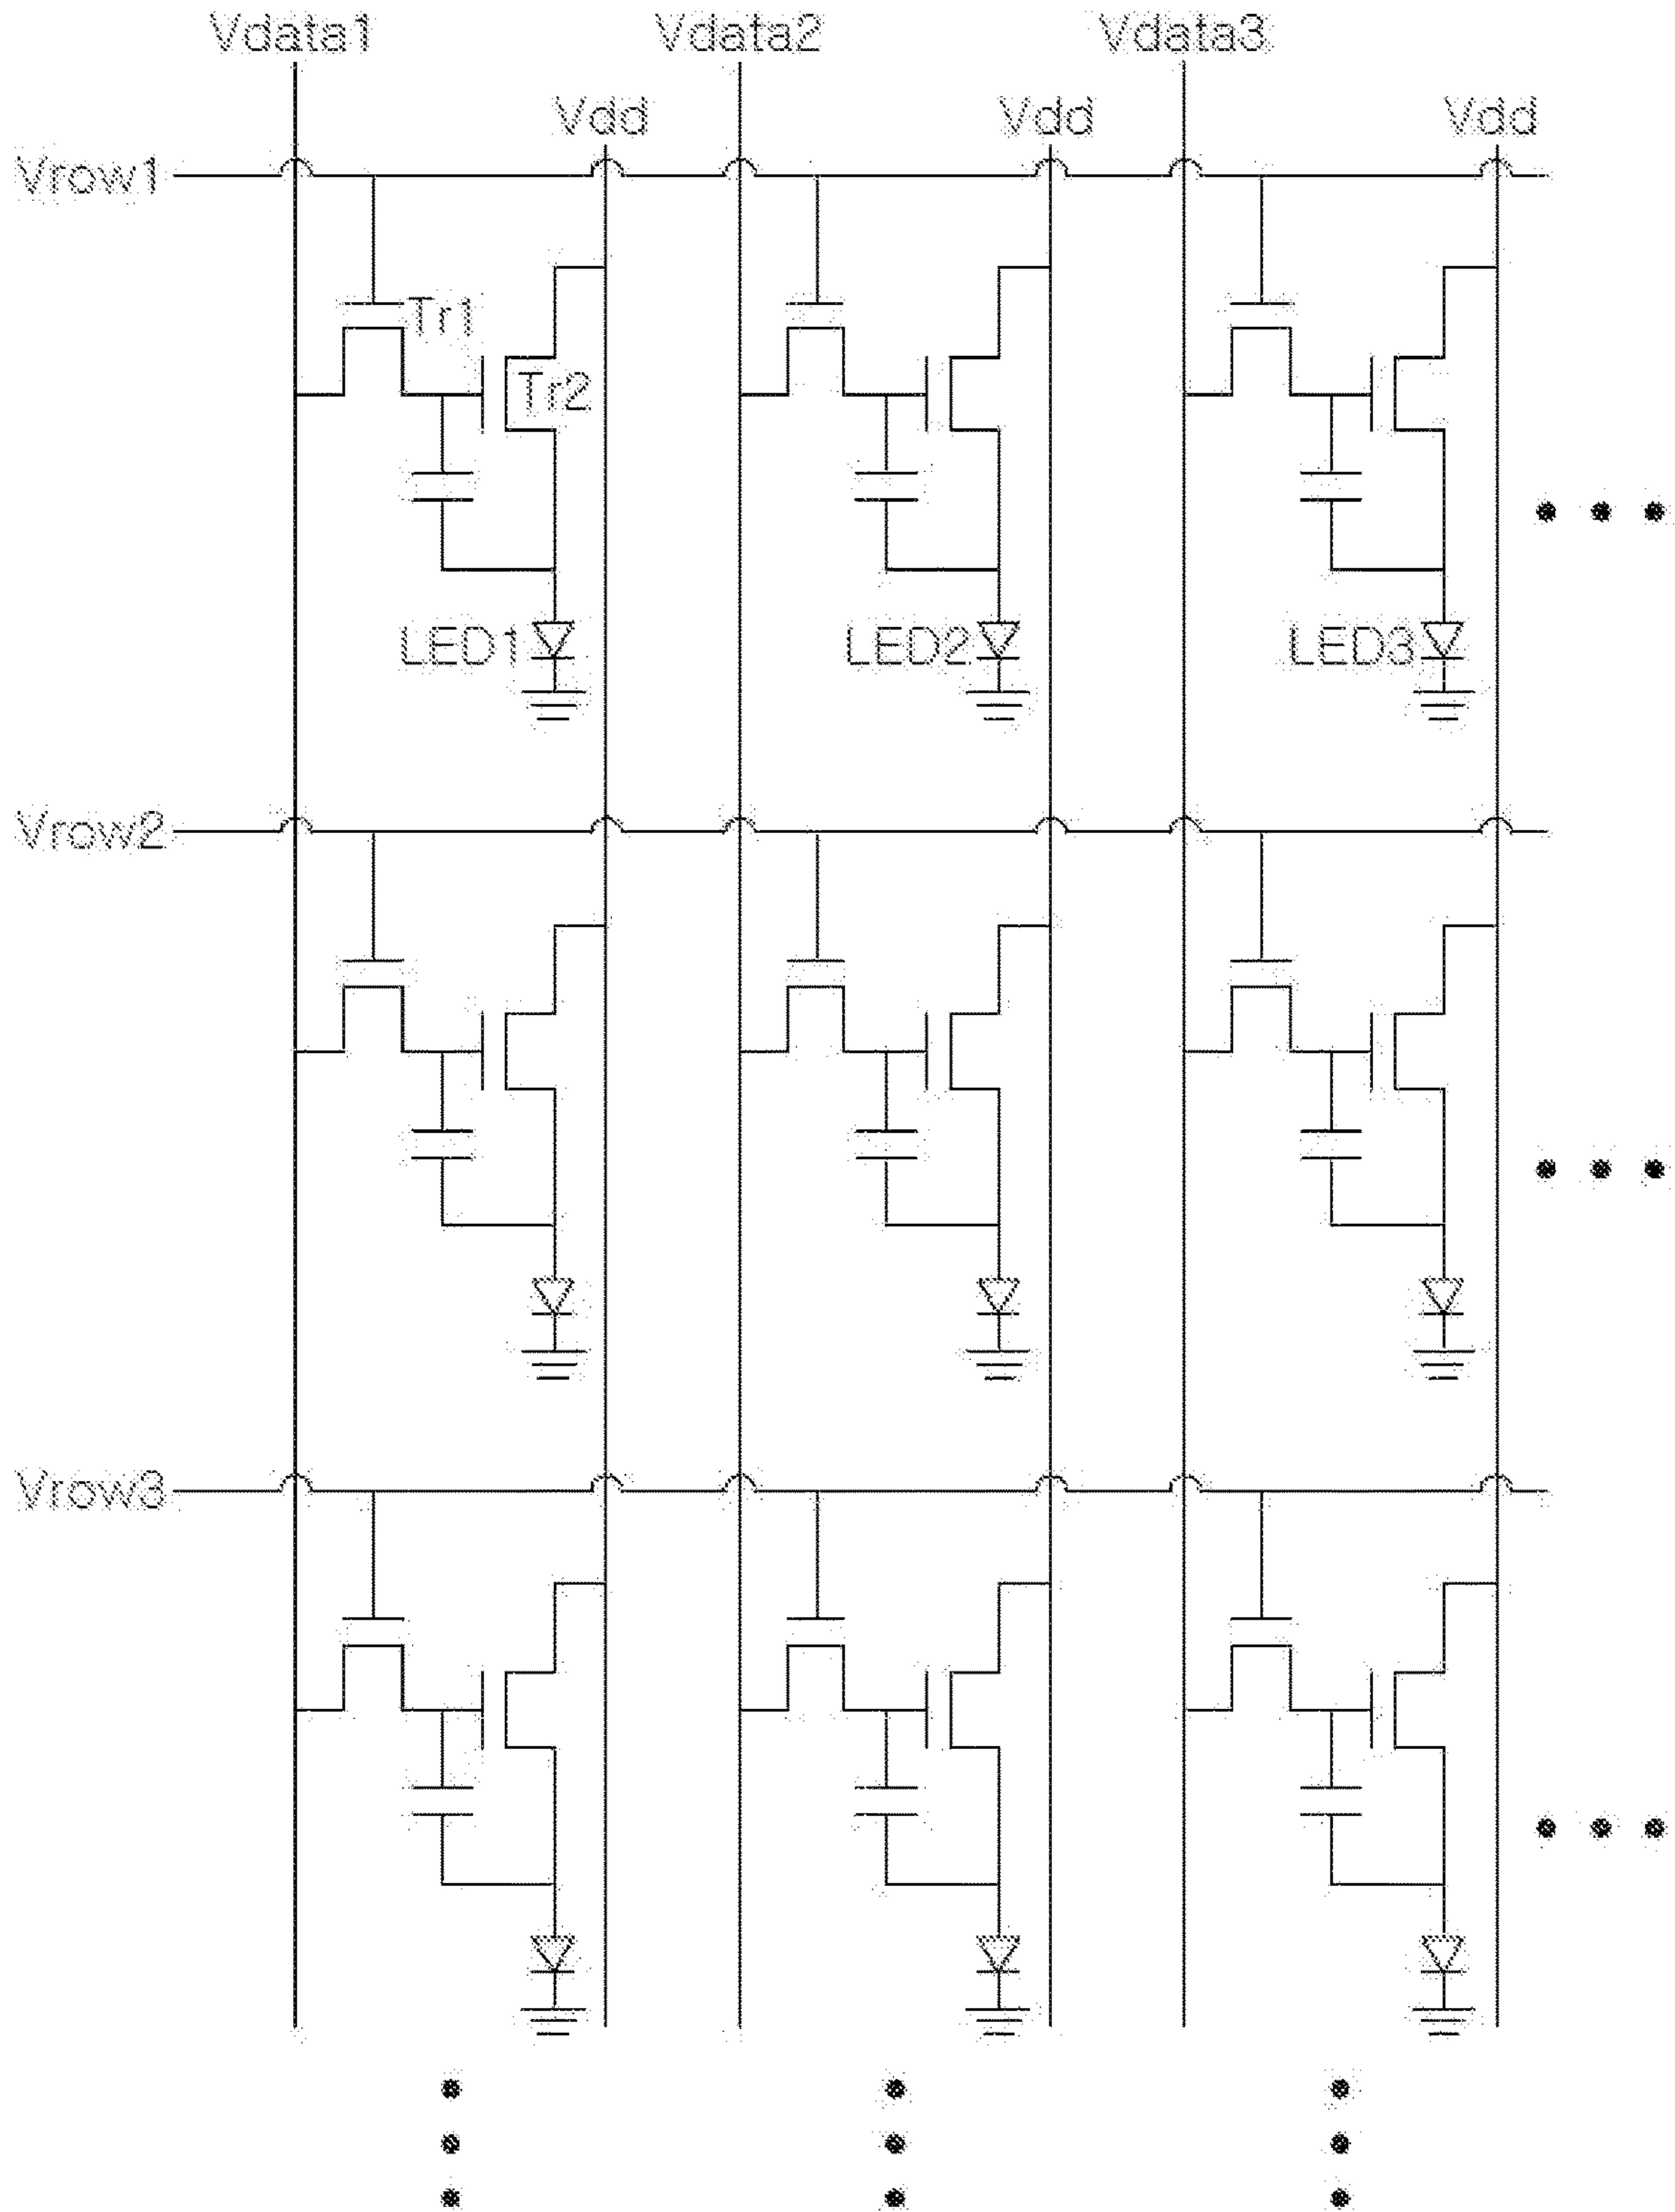 Vdata1 Vdata2 Vdata3
Vdd Vdd Vdd
Vrow1
Tr1
Tr2
LED1 LED2 LED3
Vrow2
Vrow3